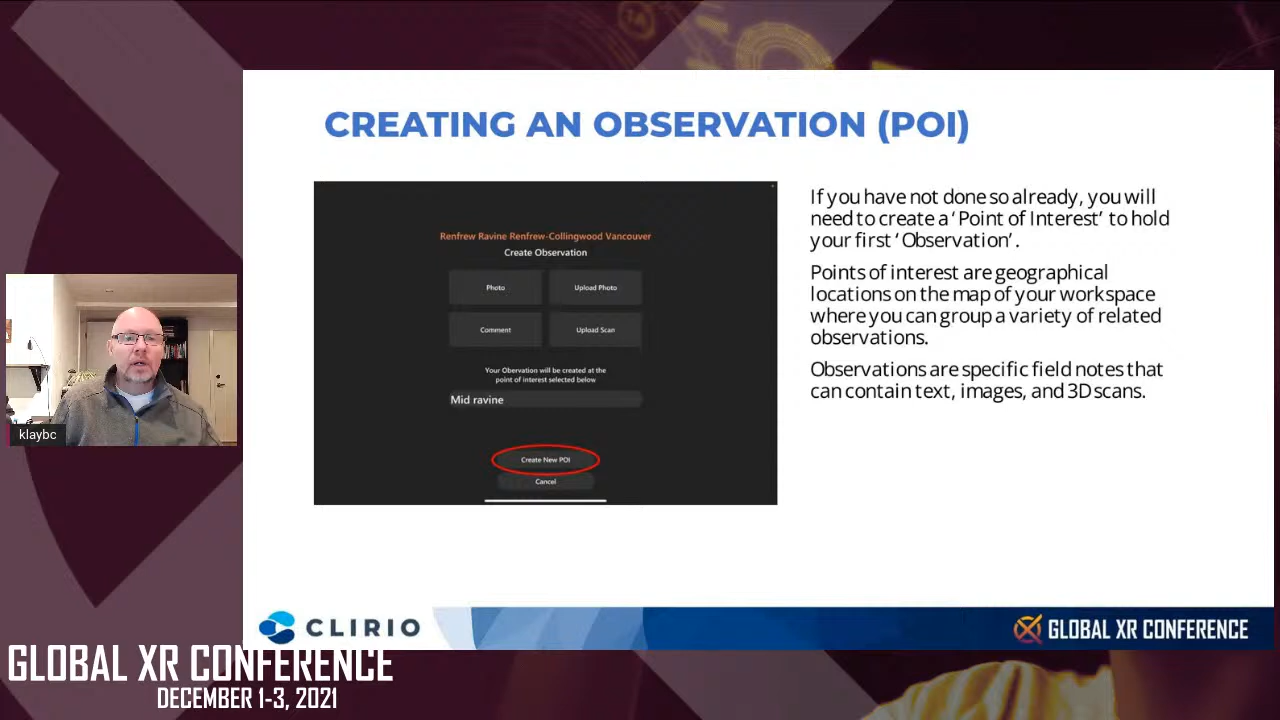 CREATING AN OBSERVATION (POI)
Renfrew Ravine Renfrew-Collingwood Vancouver
Create Observation
Photo
Upload Photo
Comment
Upload Scan
Your Obervation will be created at the
point of interest selected below
Mid ravine
Create New POI
Cancel
If you have not done so already, you will
need to create a ‘Point of Interest’ to hold
your first ‘Observation’.
Points of interest are geographical
locations on the map of your workspace
where you can group a variety of related
observations.
Observations are specific field notes that
can contain text, images, and 3D scans.
klaybc
CLIRIO
GLOBAL XR CONFERENCE
GLOBAL XR CONFERENCE
DECEMBER 1-3, 2021